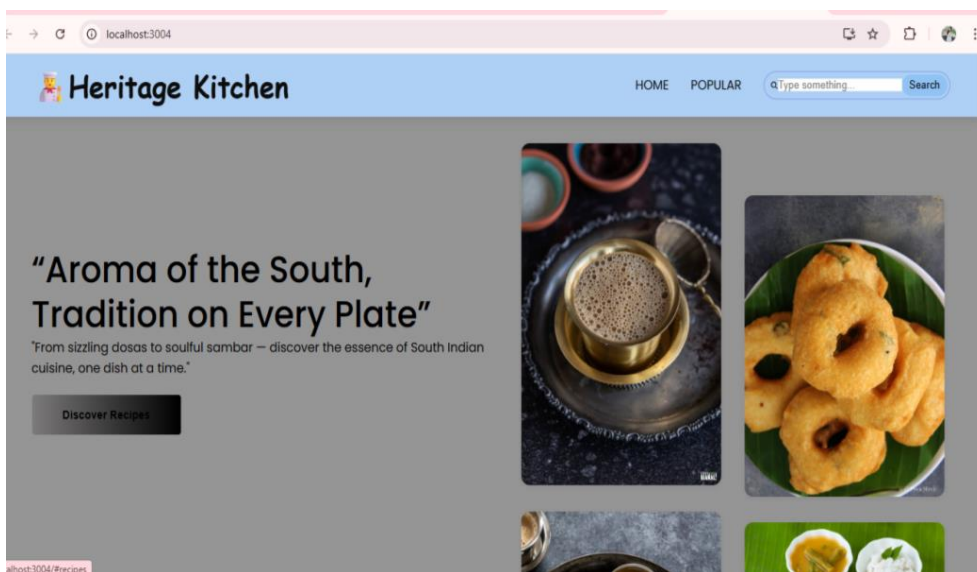 localhost:3004
Heritage Kitchen
HOME POPULAR Type something... Search
“Aroma of the South,
Tradition on Every Plate”
"From sizzling dosas to soulful sambar — discover the essence of South Indian
cuisine, one dish at a time."
Discover Recipes
alhost:3004/#recipes